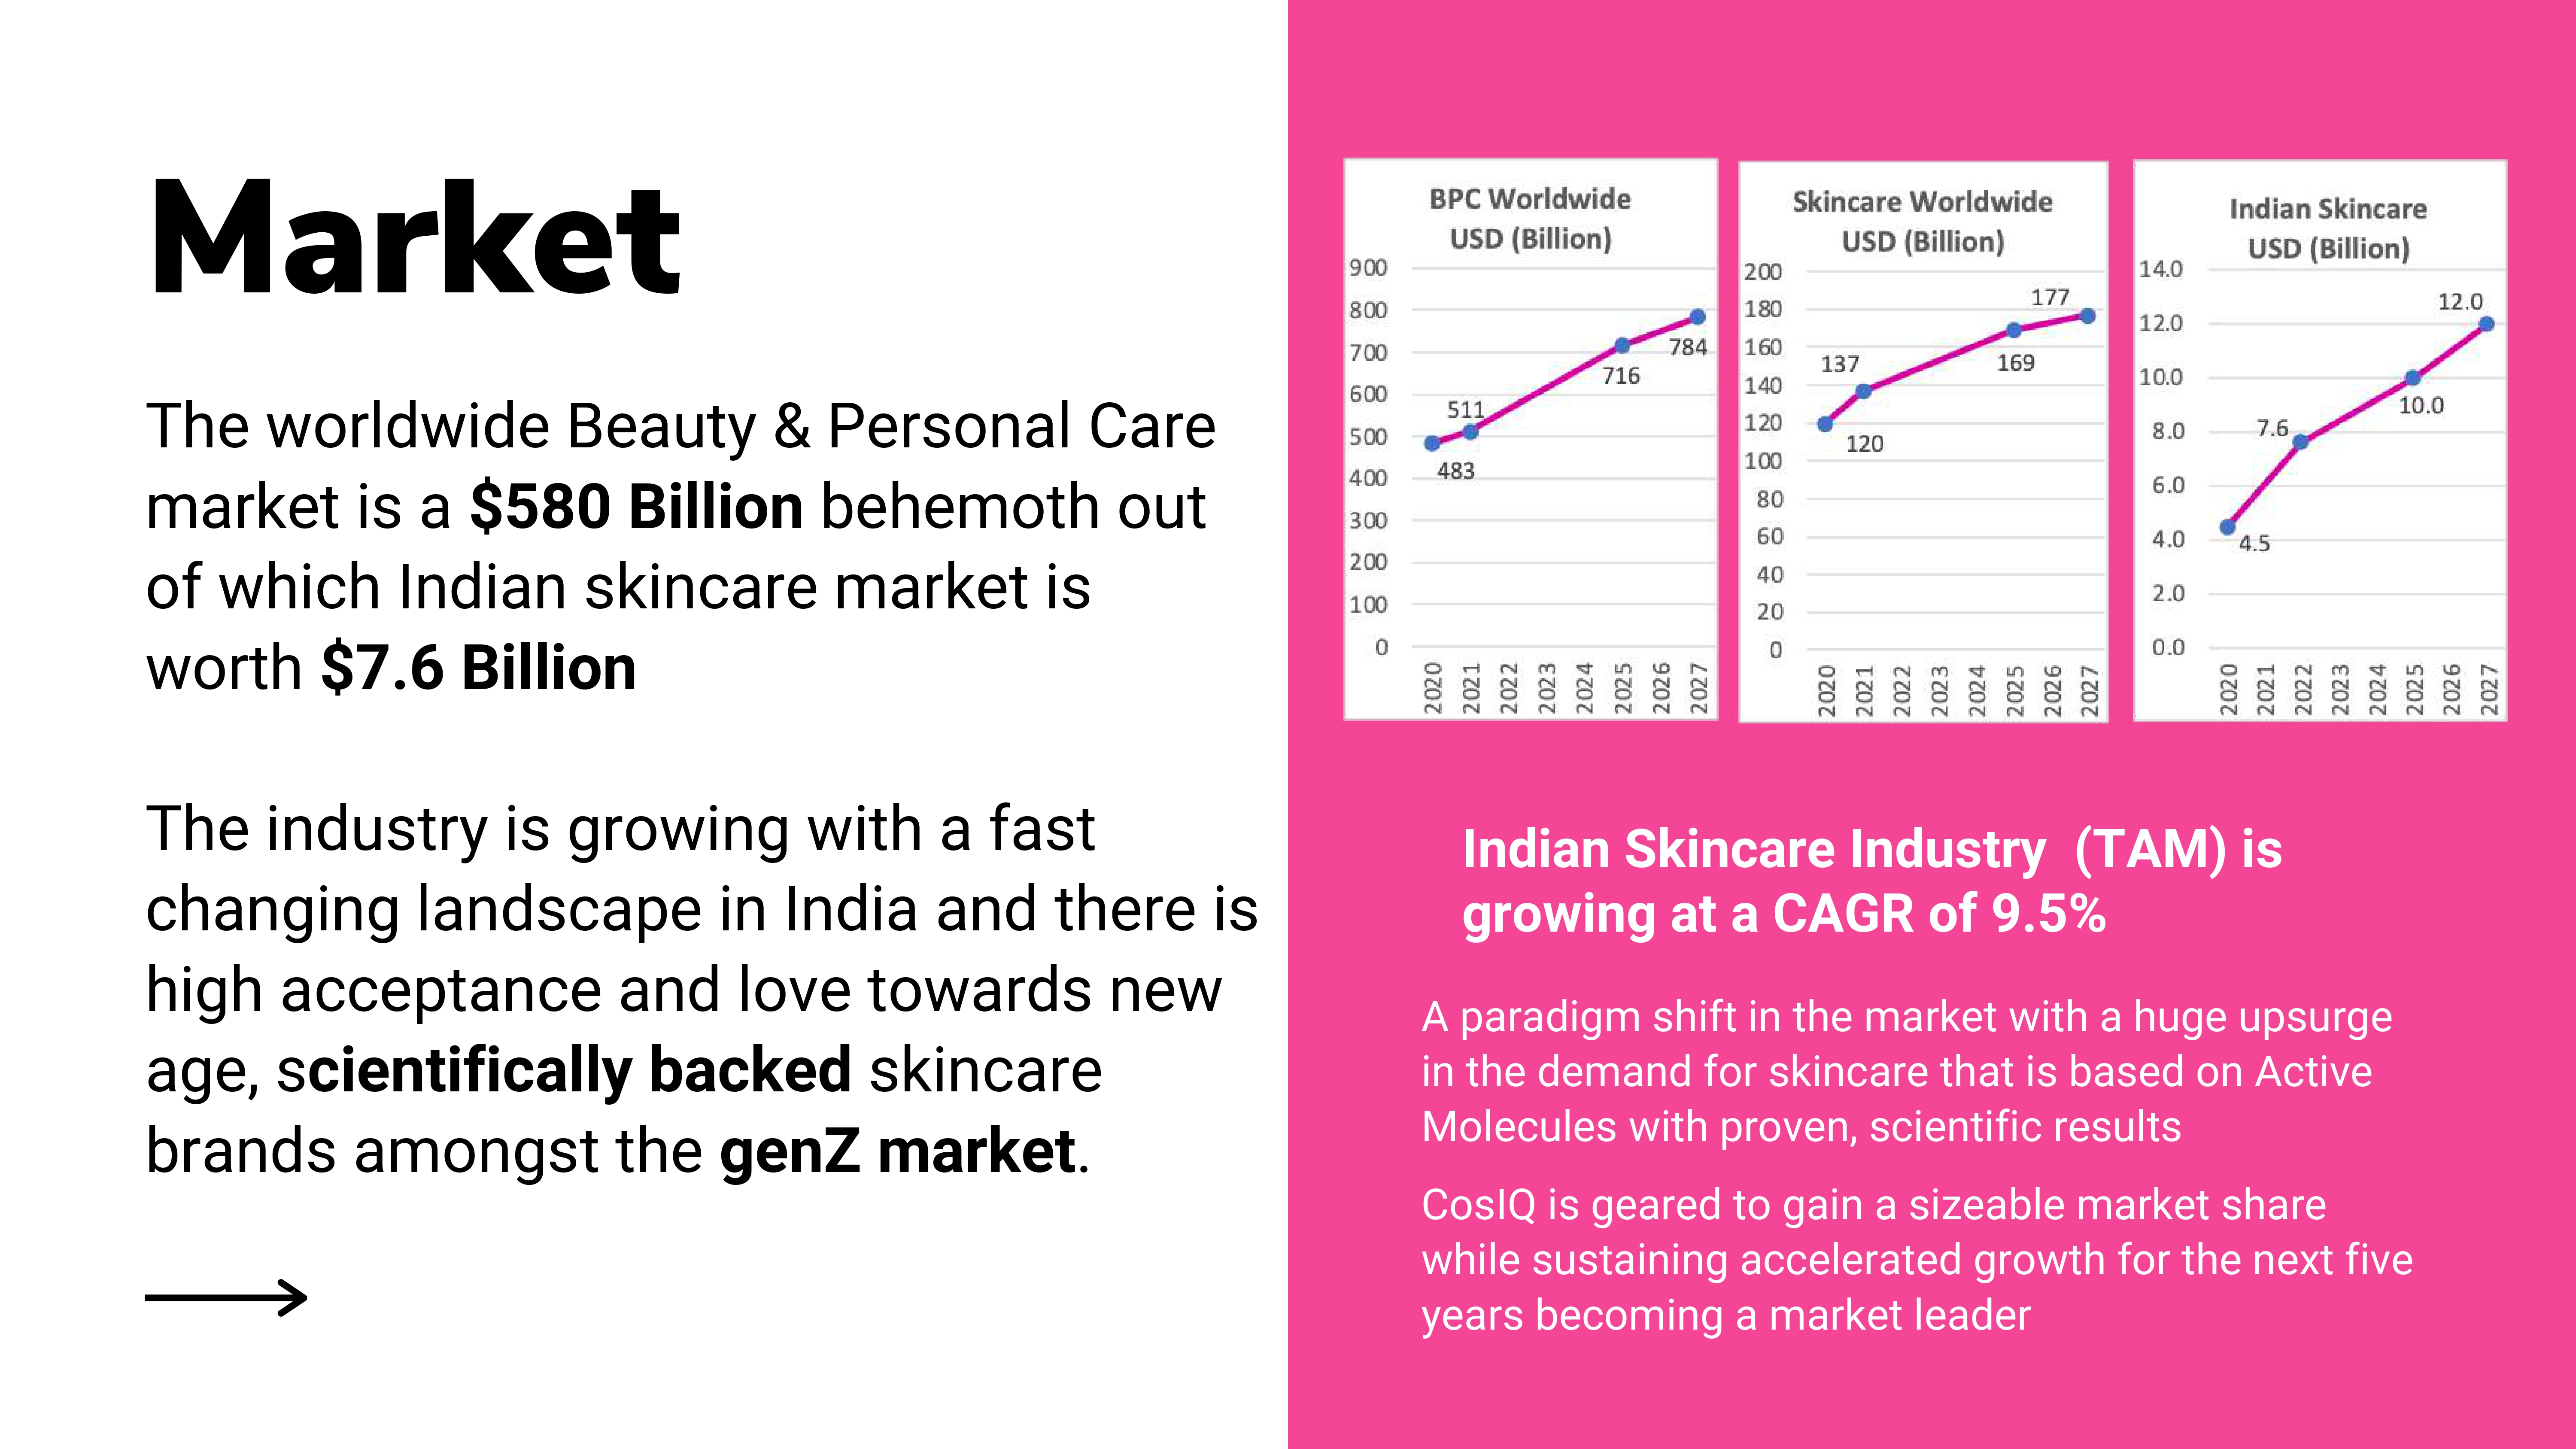 Market
The worldwide Beauty & Personal Care
market is a $580 Billion behemoth out
of which Indian skincare market is
worth $7.6 Billion
The industry is growing with a fast
changing landscape in India and there is
high acceptance and love towards new
age, scientifically backed skincare
brands amongst the genZ market.
BPC Worldwide
USD (Billion)
900
800
700
600
500
400
300
200
100
0
483
511
716
784
2020
2021
2022
2023
2024
2025
2026
2027
Skincare Worldwide
USD (Billion)
200
180
160
140
120
100
80
60
40
20
0
120
137
169
177
2020
2021
2022
2023
2024
2025
2026
2027
Indian Skincare
USD (Billion)
14.0
12.0
10.0
8.0
6.0
4.0
2.0
0.0
4.5
7.6
10.0
12.0
2020
2021
2022
2023
2024
2025
2026
2027
Indian Skincare Industry  (TAM) is
growing at a CAGR of 9.5%
A paradigm shift in the market with a huge upsurge
in the demand for skincare that is based on Active
Molecules with proven, scientific results
CosIQ is geared to gain a sizeable market share
while sustaining accelerated growth for the next five
years becoming a market leader